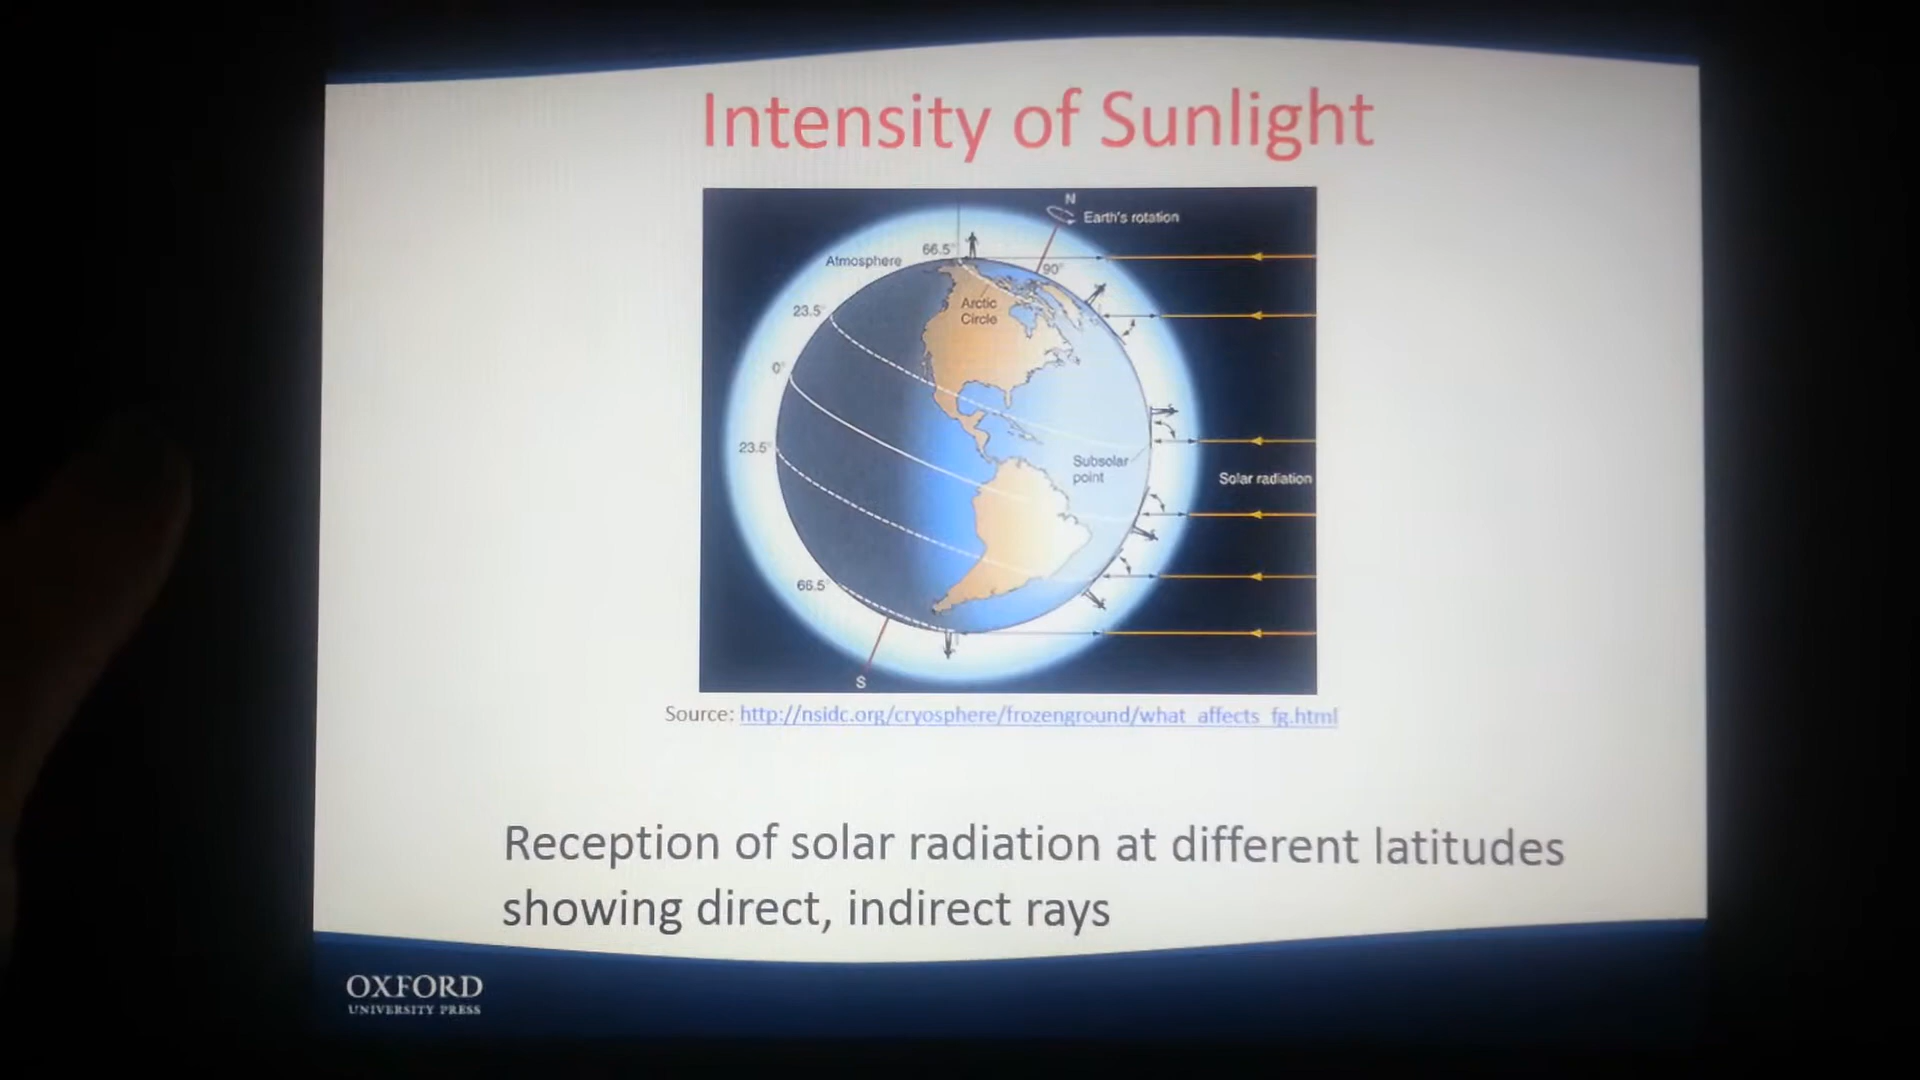 Intensity of Sunlight
N
Earth's rotation
66.5°
Atmosphere
90°
Arctic
Circle
23.5°
0°
23.5°
Subsolar
point
Solar radiation
66.5°
S
Source: http://nsidc.org/cryosphere/frozenground/what_affects_fg.html
Reception of solar radiation at different latitudes
showing direct, indirect rays
OXFORD
UNIVERSITY PRESS